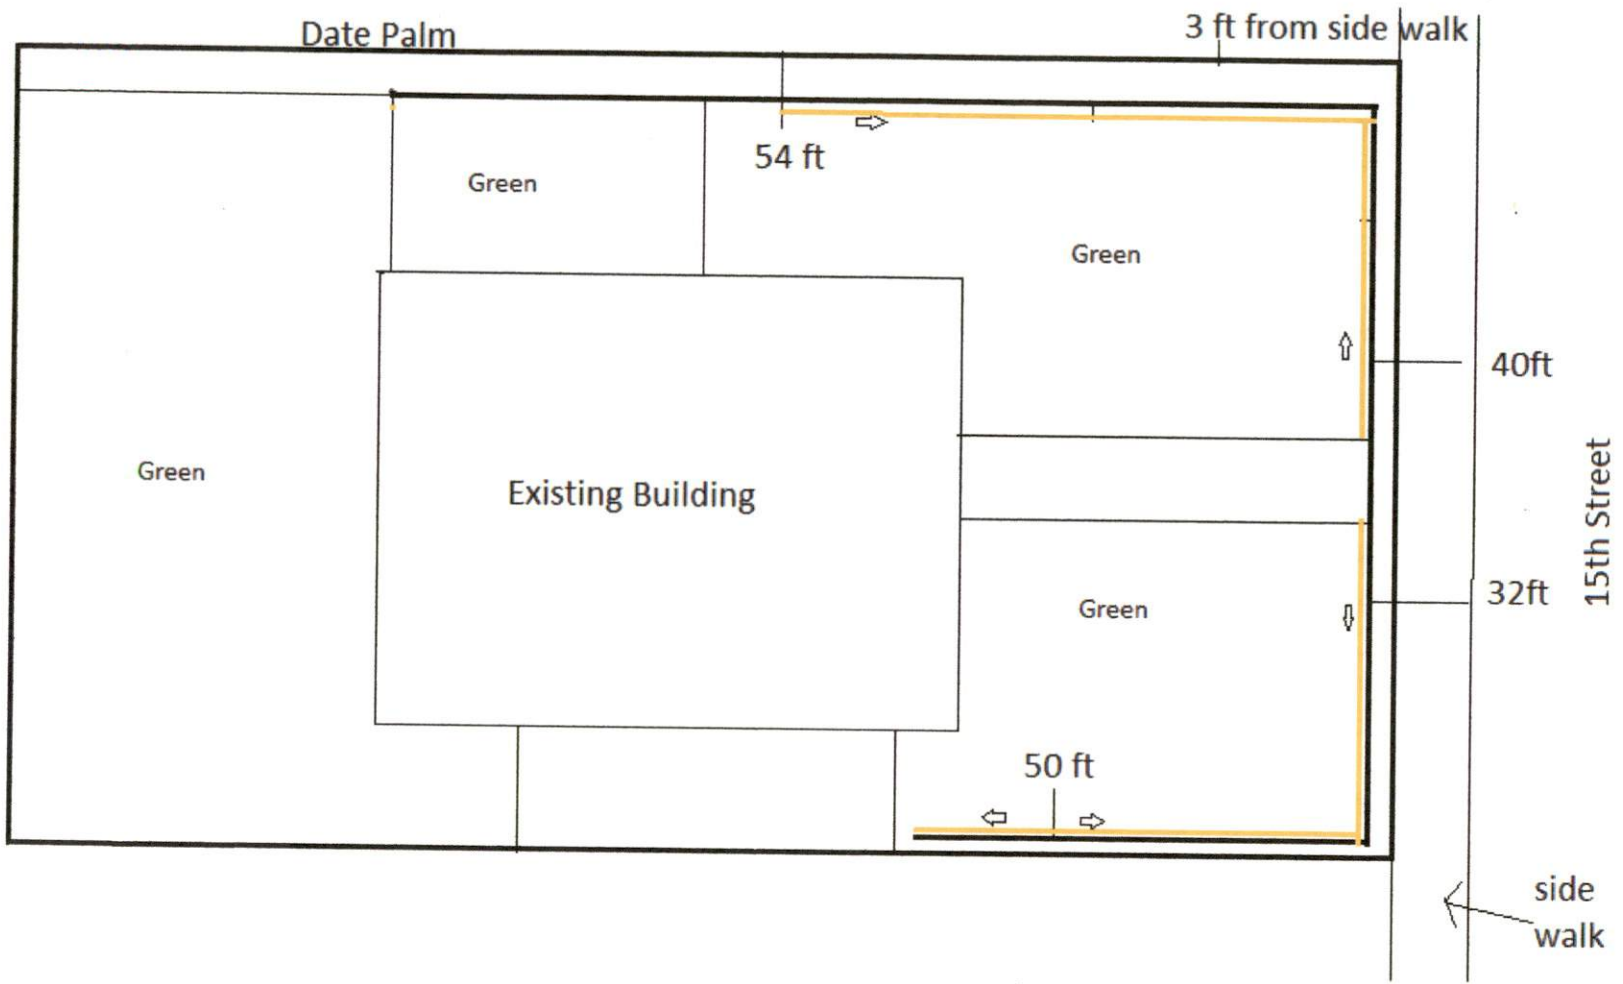 Date Palm
3 ft from side walk
54 ft
Green
Green
40ft
Green
Existing Building
15th Street
32ft
Green
50 ft
side
walk